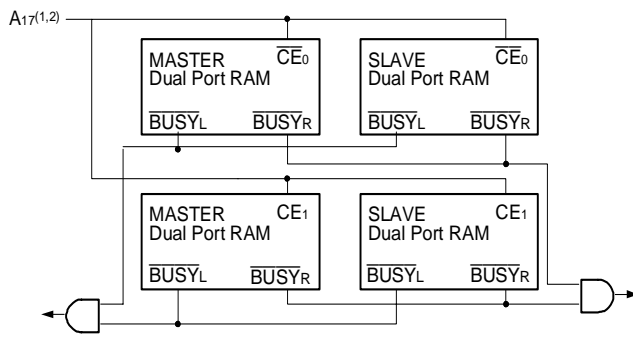 A17(1,2)
MASTER CE0 SLAVE CE0
Dual Port RAM Dual Port RAM
BUSYL BUSYR BUSYL BUSYR
MASTER CE1 SLAVE CE1
Dual Port RAM Dual Port RAM
BUSYL BUSYR BUSYL BUSYR